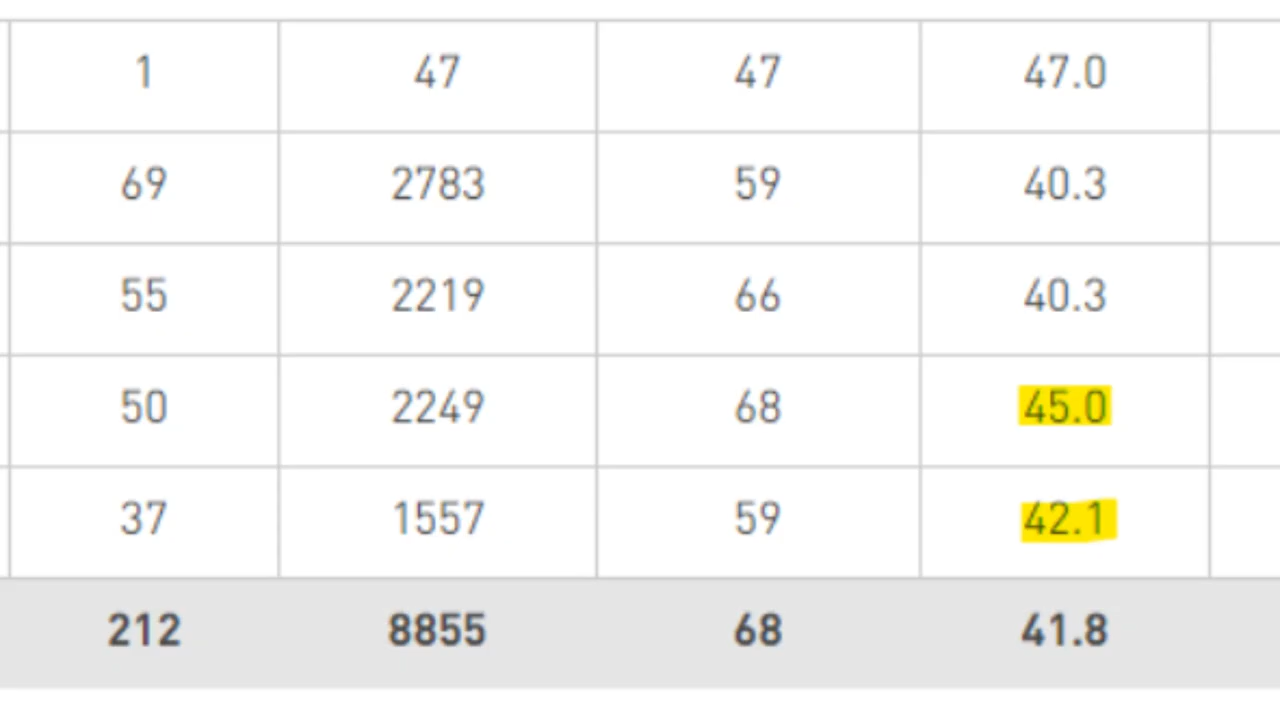 1 47 47 47.0
69 2783 59 40.3
55 2219 66 40.3
50 2249 68 45.0
37 1557 59 42.1
212 8855 68 41.8